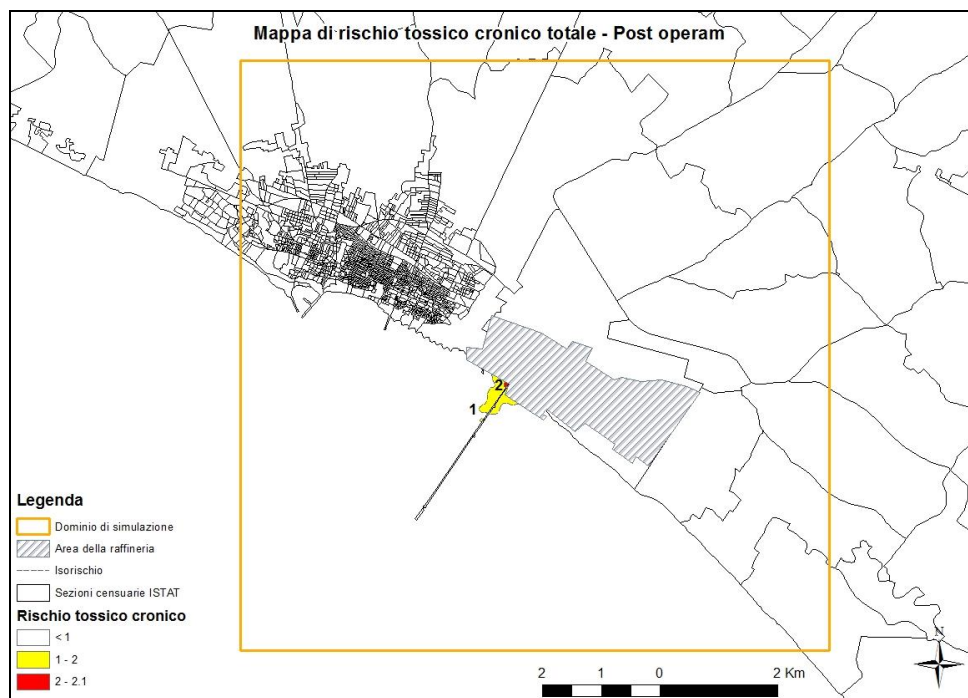 Mappa di rischio tossico cronico totale - Post operam
2
1
Legenda
Dominio di simulazione
Area della raffineria
Isorischio
Sezioni censuarie ISTAT
Rischio tossico cronico
< 1
1 - 2
2 - 2.1
N
2 1 0 2 Km